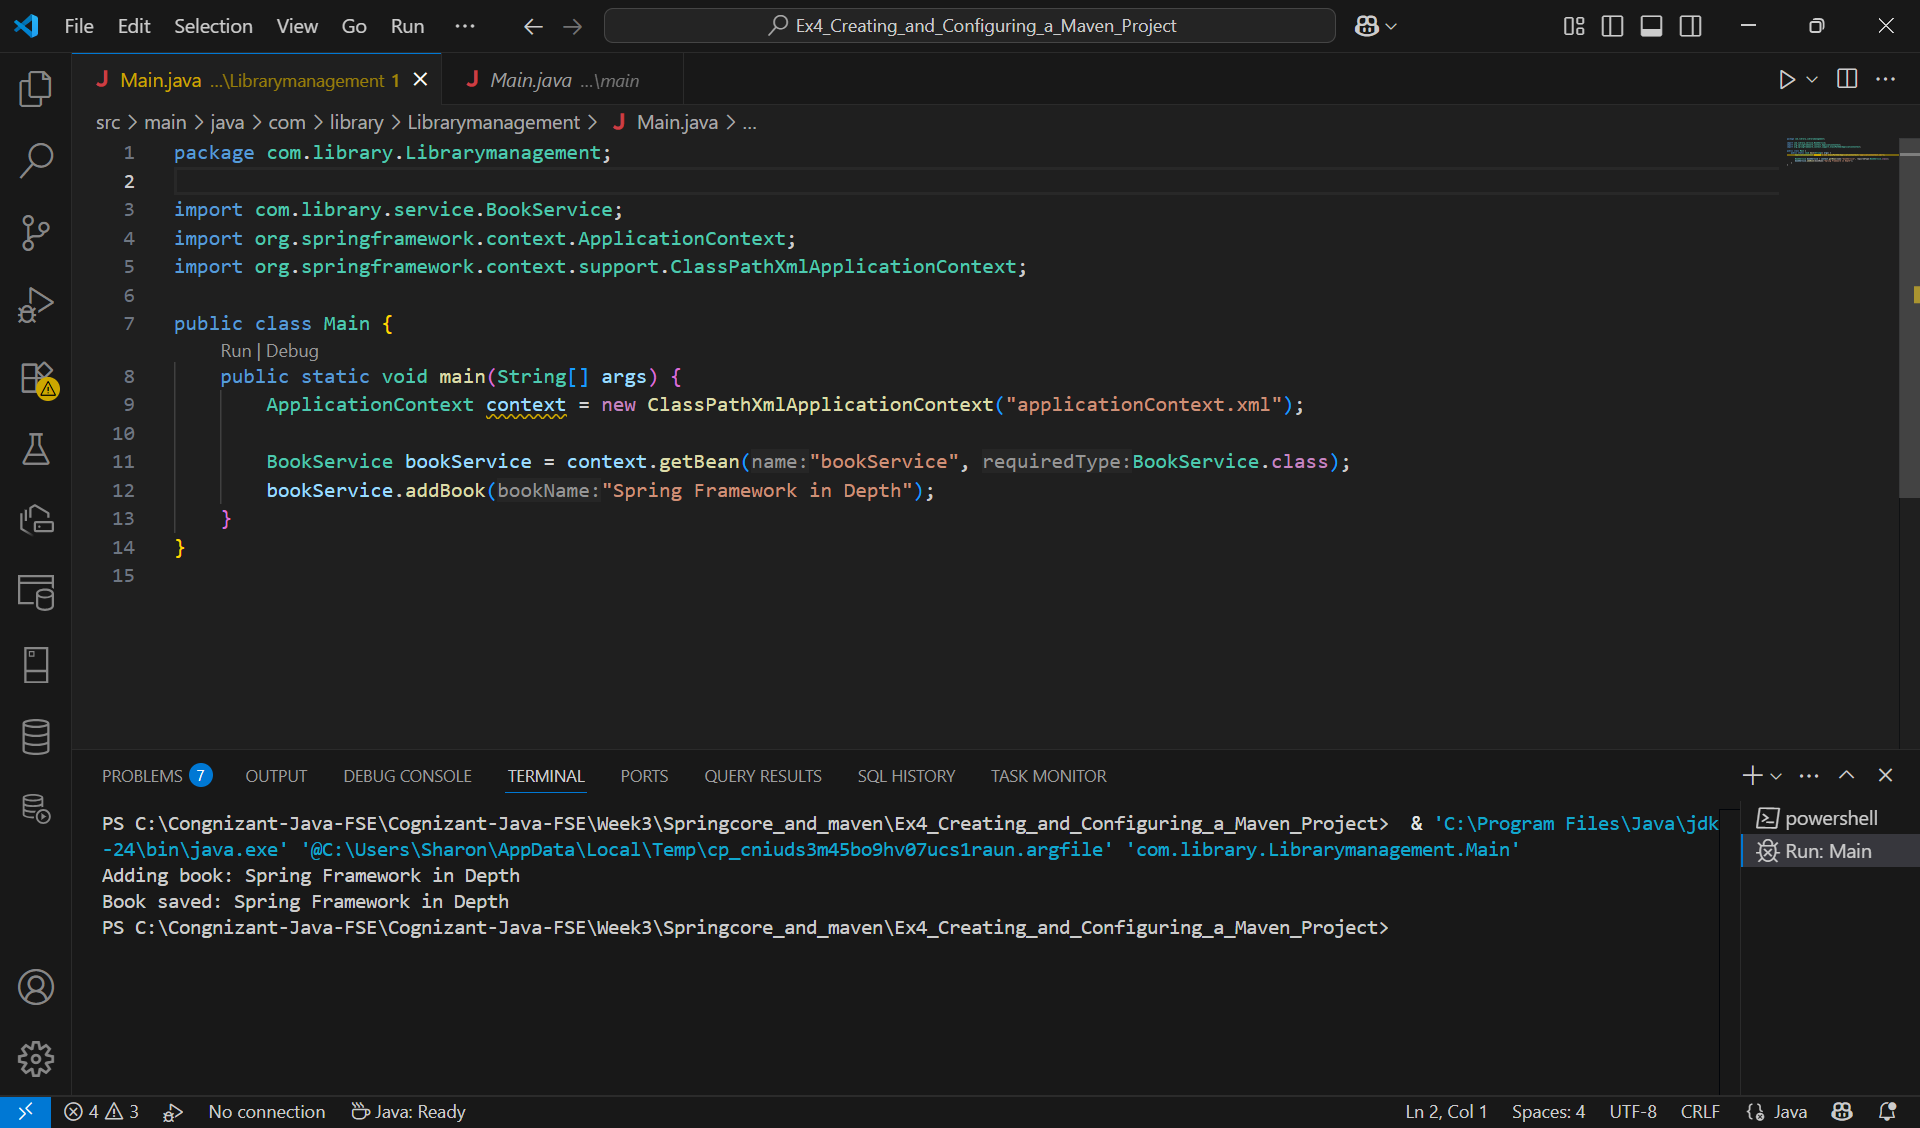 File Edit Selection View Go Run ··· Ex4_Creating_and_Configuring_a_Maven_Project
Main.java ...\Librarymanagement 1 Main.java ...\main
src > main > java > com > library > Librarymanagement > Main.java > ...
1 package com.library.Librarymanagement;
2
3 import com.library.service.BookService;
4 import org.springframework.context.ApplicationContext;
5 import org.springframework.context.support.ClassPathXmlApplicationContext;
6
7 public class Main {
Run | Debug
8 public static void main(String[] args) {
9 ApplicationContext context = new ClassPathXmlApplicationContext("applicationContext.xml");
10
11 BookService bookService = context.getBean(name:"bookService", requiredType:BookService.class);
12 bookService.addBook(bookName:"Spring Framework in Depth");
13 }
14 }
15
PROBLEMS 7 OUTPUT DEBUG CONSOLE TERMINAL PORTS QUERY RESULTS SQL HISTORY TASK MONITOR
PS C:\Congnizant-Java-FSE\Cognizant-Java-FSE\Week3\Springcore_and_maven\Ex4_Creating_and_Configuring_a_Maven_Project> & 'C:\Program Files\Java\jdk
-24\bin\java.exe' '@C:\Users\Sharon\AppData\Local\Temp\cp_cniuds3m45bo9hv07ucs1raun.argfile' 'com.library.Librarymanagement.Main'
Adding book: Spring Framework in Depth
Book saved: Spring Framework in Depth
PS C:\Congnizant-Java-FSE\Cognizant-Java-FSE\Week3\Springcore_and_maven\Ex4_Creating_and_Configuring_a_Maven_Project>
powershell
Run: Main
4 3 No connection Java: Ready Ln 2, Col 1 Spaces: 4 UTF-8 CRLF Java